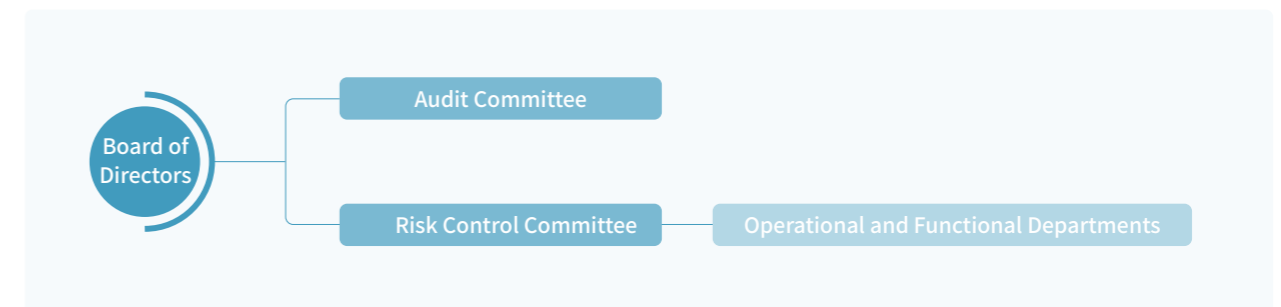 Audit Committee
Board of
Directors
Risk Control Committee
Operational and Functional Departments